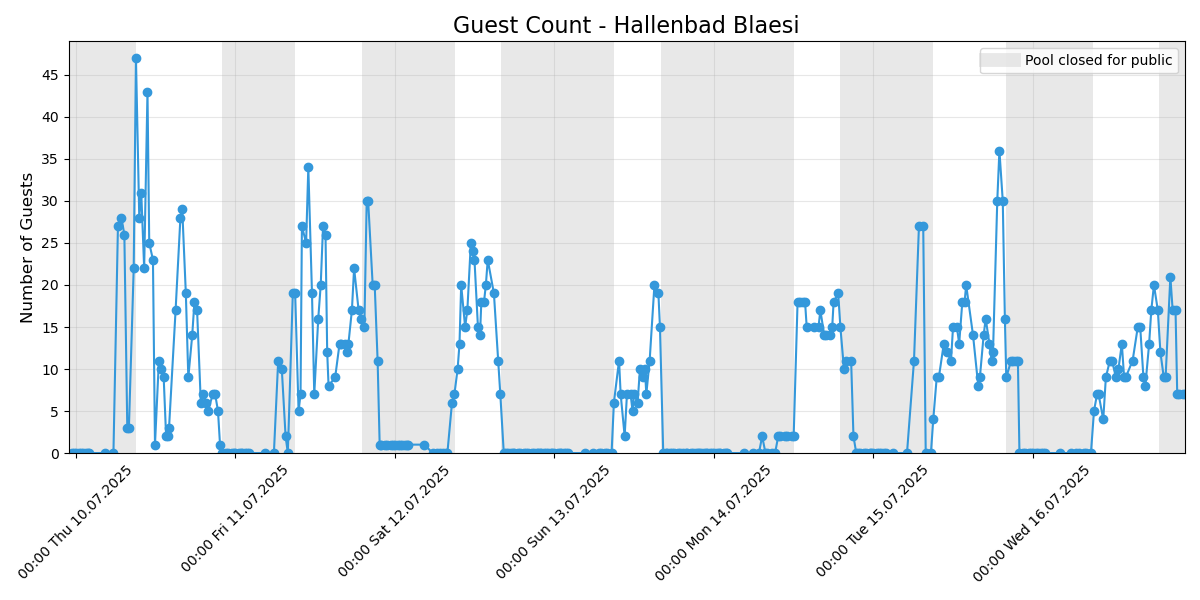 Guest Count - Hallenbad Blaesi
Pool closed for public
Number of Guests
45
40
35
30
25
20
15
10
5
0
00:00 Thu 10.07.2025
00:00 Fri 11.07.2025
00:00 Sat 12.07.2025
00:00 Sun 13.07.2025
00:00 Mon 14.07.2025
00:00 Tue 15.07.2025
00:00 Wed 16.07.2025